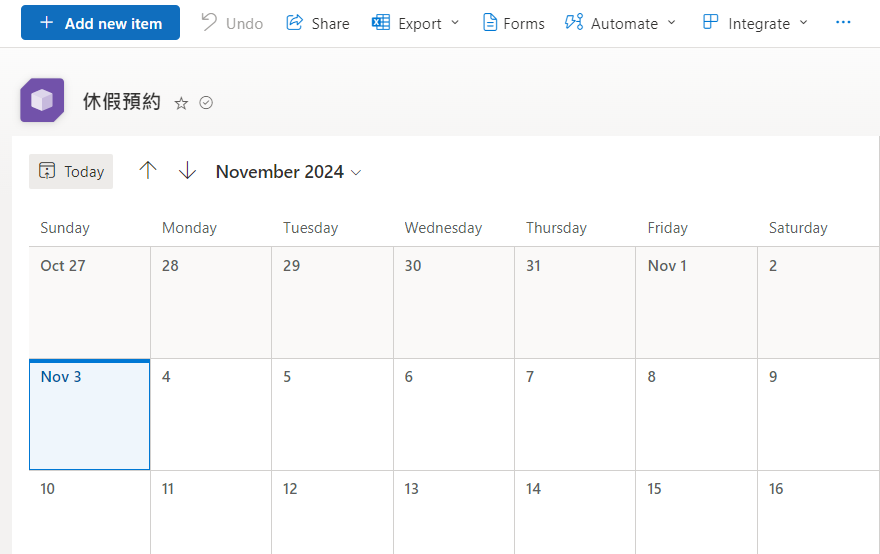 Add new item Undo Share Export Forms Automate Integrate
休假預約
Today November 2024
Sunday Monday Tuesday Wednesday Thursday Friday Saturday
Oct 27 28 29 30 31 Nov 1 2
Nov 3 4 5 6 7 8 9
10 11 12 13 14 15 16